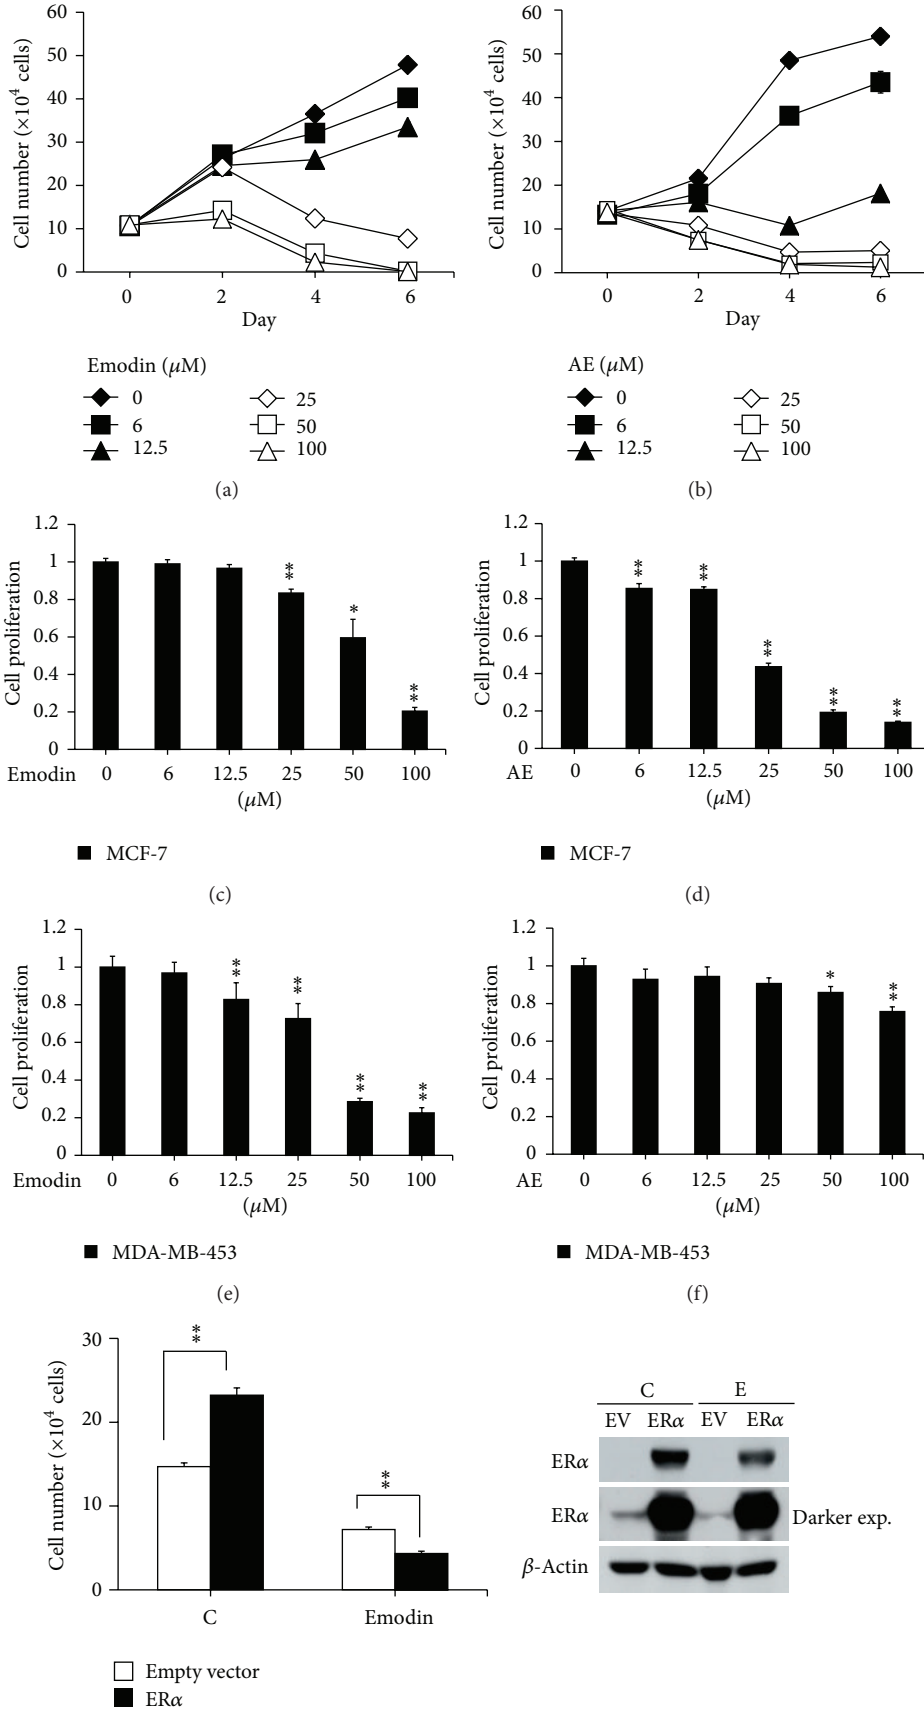 60
50
40
30
20
10
0
Cell number (×10⁴ cells)
0 2 4 6
Day
Emodin (μM)
0 25
6 50
12.5 100
(a)
60
50
40
30
20
10
0
Cell number (×10⁴ cells)
0 2 4 6
Day
AE (μM)
0 25
6 50
12.5 100
(b)
1.2
1
0.8
0.6
0.4
0.2
0
Cell proliferation
** * **
Emodin 0 6 12.5 25 50 100
(μM)
MCF-7
(c)
1.2
1
0.8
0.6
0.4
0.2
0
Cell proliferation
** ** ** ** **
AE 0 6 12.5 25 50 100
(μM)
MCF-7
(d)
1.2
1
0.8
0.6
0.4
0.2
0
Cell proliferation
** ** ** **
Emodin 0 6 12.5 25 50 100
(μM)
MDA-MB-453
(e)
1.2
1
0.8
0.6
0.4
0.2
0
Cell proliferation
* **
AE 0 6 12.5 25 50 100
(μM)
MDA-MB-453
(f)
30
20
10
0
Cell number (×10⁴ cells)
** **
C Emodin
Empty vector
ERα
C E
EV ERα EV ERα
ERα
ERα Darker exp.
β-Actin